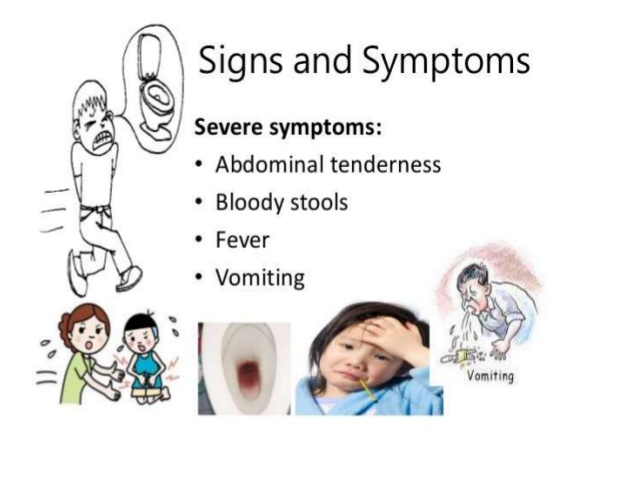 Signs and Symptoms
Severe symptoms:
• Abdominal tenderness
• Bloody stools
• Fever
• Vomiting
Vomiting